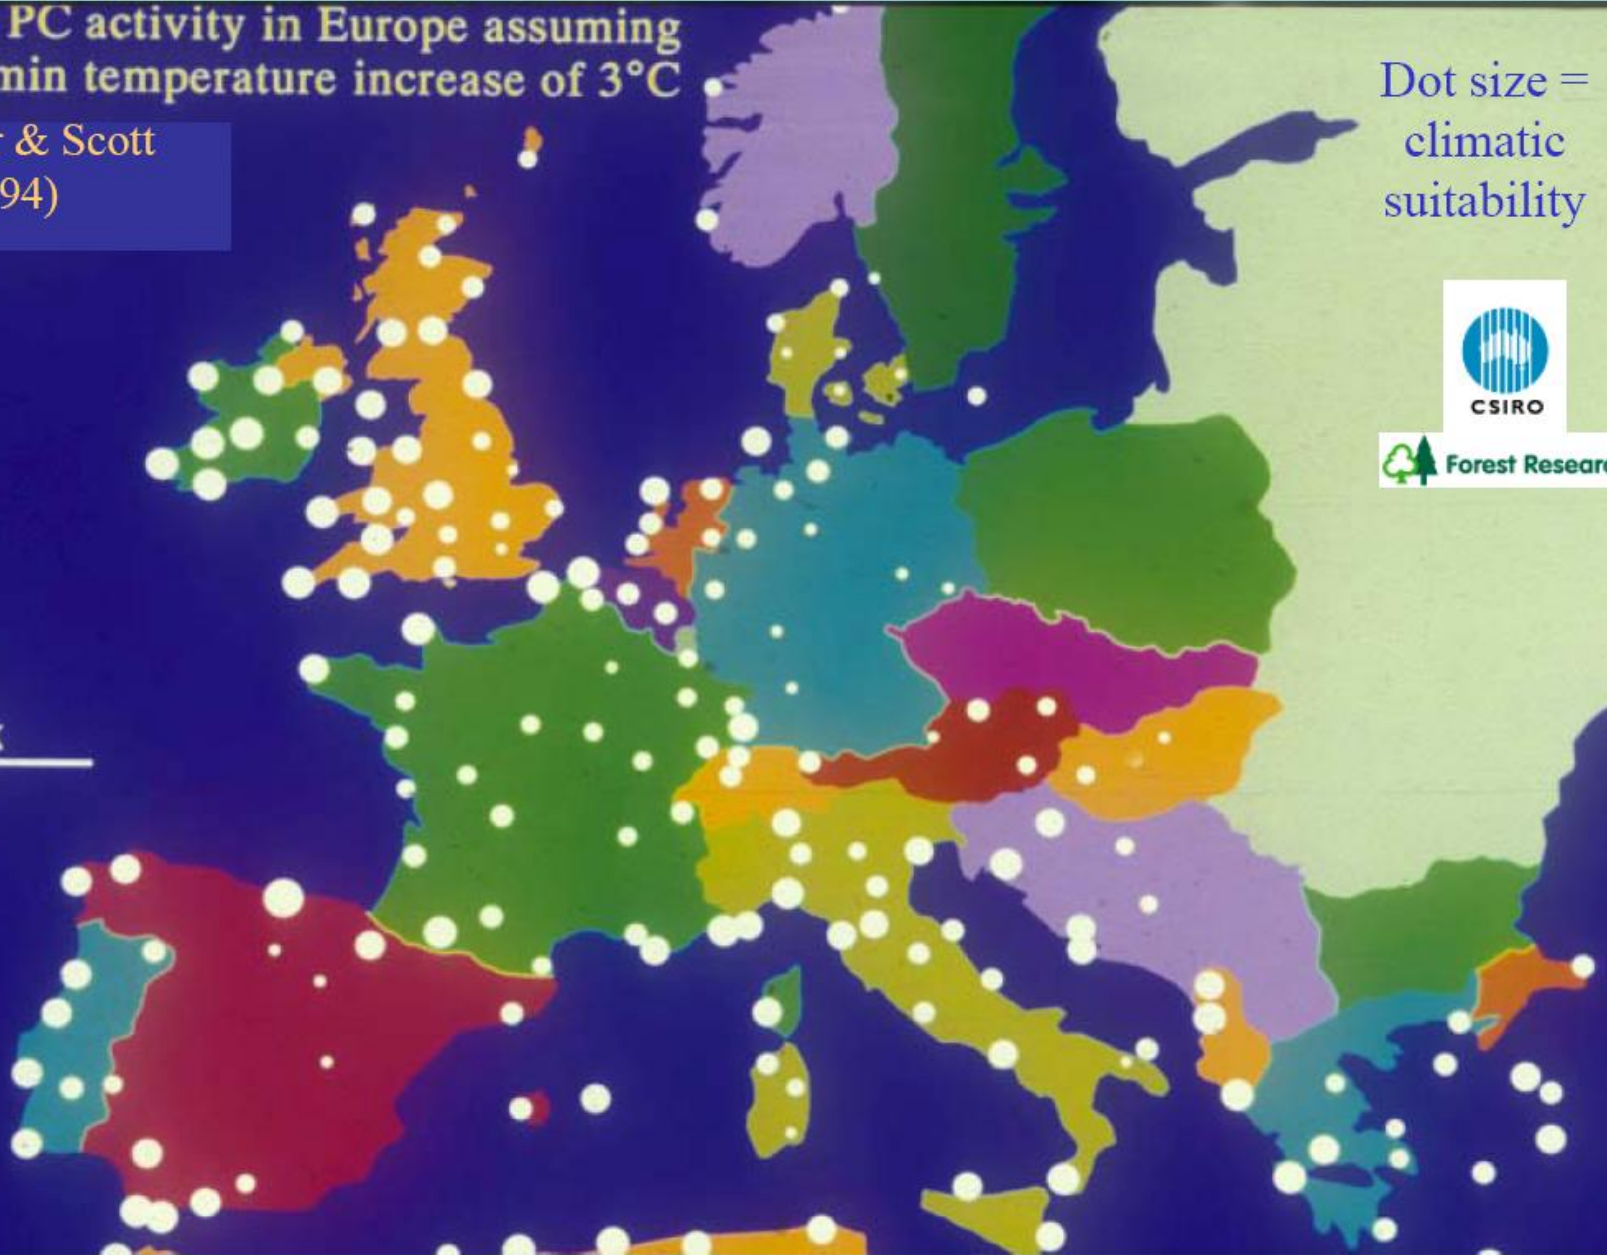 PC activity in Europe assuming
min temperature increase of 3°C
& Scott
94)
Dot size =
climatic
suitability
CSIRO
Forest Resear